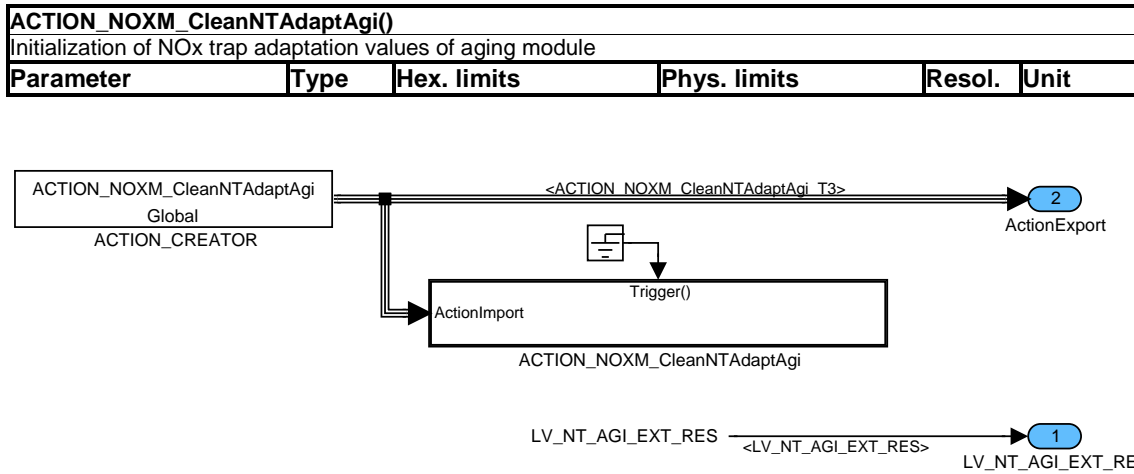 ACTION_NOXM_CleanNTAdaptAgi()
Initialization of NOx trap adaptation values of aging module
Parameter Type Hex. limits Phys. limits Resol. Unit
ACTION_NOXM_CleanNTAdaptAgi
Global
ACTION_CREATOR
<ACTION_NOXM_CleanNTAdaptAgi_T3>
2
ActionExport
Trigger()
ActionImport
ACTION_NOXM_CleanNTAdaptAgi
LV_NT_AGI_EXT_RES
<LV_NT_AGI_EXT_RES>
1
LV_NT_AGI_EXT_RE